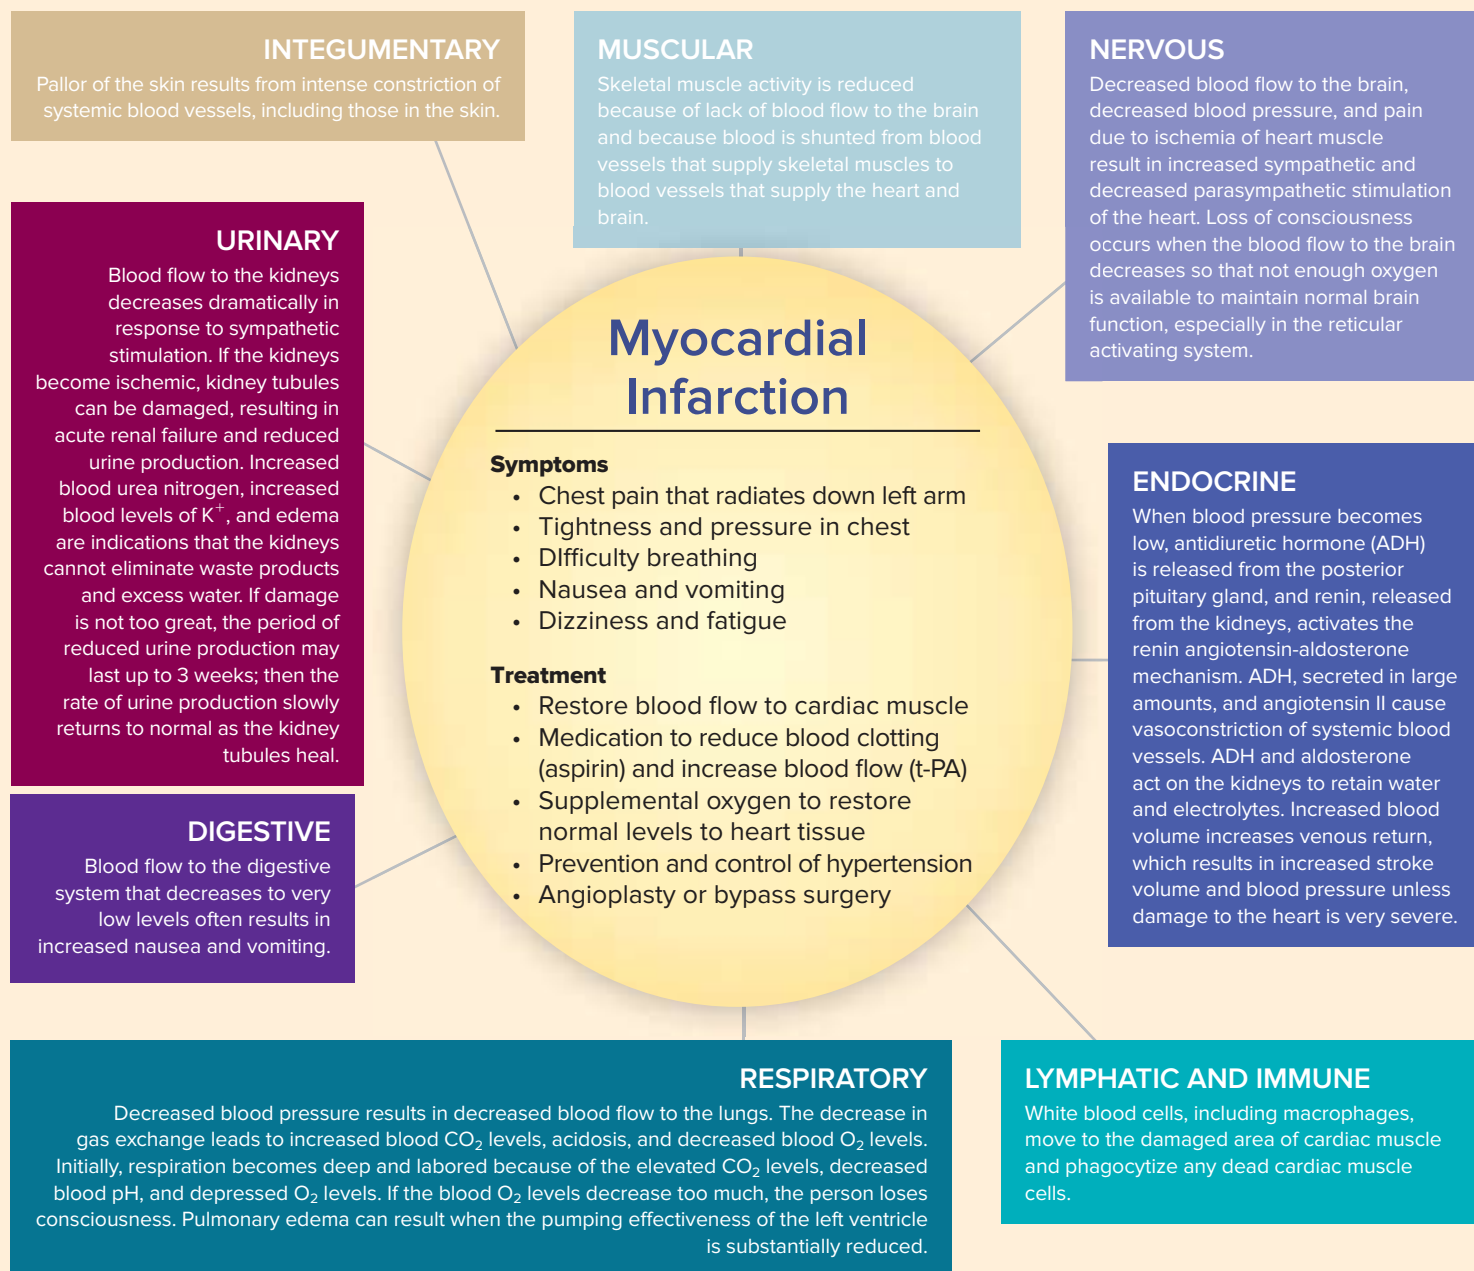 INTEGUMENTARY
Pallor of the skin results from intense constriction of
systemic blood vessels, including those in the skin.
MUSCULAR
Skeletal muscle activity is reduced
because of lack of blood flow to the brain
and because blood is shunted from blood
vessels that supply skeletal muscles to
blood vessels that supply the heart and
brain.
NERVOUS
Decreased blood flow to the brain,
decreased blood pressure, and pain
due to ischemia of heart muscle
result in increased sympathetic and
decreased parasympathetic stimulation
of the heart. Loss of consciousness
occurs when the blood flow to the brain
decreases so that not enough oxygen
is available to maintain normal brain
function, especially in the reticular
activating system.
URINARY
Blood flow to the kidneys
decreases dramatically in
response to sympathetic
stimulation. If the kidneys
become ischemic, kidney tubules
can be damaged, resulting in
acute renal failure and reduced
urine production. Increased
blood urea nitrogen, increased
blood levels of K⁺, and edema
are indications that the kidneys
cannot eliminate waste products
and excess water. If damage
is not too great, the period of
reduced urine production may
last up to 3 weeks; then the
rate of urine production slowly
returns to normal as the kidney
tubules heal.
Myocardial
Infarction
Symptoms
• Chest pain that radiates down left arm
• Tightness and pressure in chest
• DIfficulty breathing
• Nausea and vomiting
• Dizziness and fatigue
Treatment
• Restore blood flow to cardiac muscle
• Medication to reduce blood clotting
(aspirin) and increase blood flow (t-PA)
• Supplemental oxygen to restore
normal levels to heart tissue
• Prevention and control of hypertension
• Angioplasty or bypass surgery
ENDOCRINE
When blood pressure becomes
low, antidiuretic hormone (ADH)
is released from the posterior
pituitary gland, and renin, released
from the kidneys, activates the
renin angiotensin-aldosterone
mechanism. ADH, secreted in large
amounts, and angiotensin II cause
vasoconstriction of systemic blood
vessels. ADH and aldosterone
act on the kidneys to retain water
and electrolytes. Increased blood
volume increases venous return,
which results in increased stroke
volume and blood pressure unless
damage to the heart is very severe.
DIGESTIVE
Blood flow to the digestive
system that decreases to very
low levels often results in
increased nausea and vomiting.
RESPIRATORY
Decreased blood pressure results in decreased blood flow to the lungs. The decrease in
gas exchange leads to increased blood CO₂ levels, acidosis, and decreased blood O₂ levels.
Initially, respiration becomes deep and labored because of the elevated CO₂ levels, decreased
blood pH, and depressed O₂ levels. If the blood O₂ levels decrease too much, the person loses
consciousness. Pulmonary edema can result when the pumping effectiveness of the left ventricle
is substantially reduced.
LYMPHATIC AND IMMUNE
White blood cells, including macrophages,
move to the damaged area of cardiac muscle
and phagocytize any dead cardiac muscle
cells.